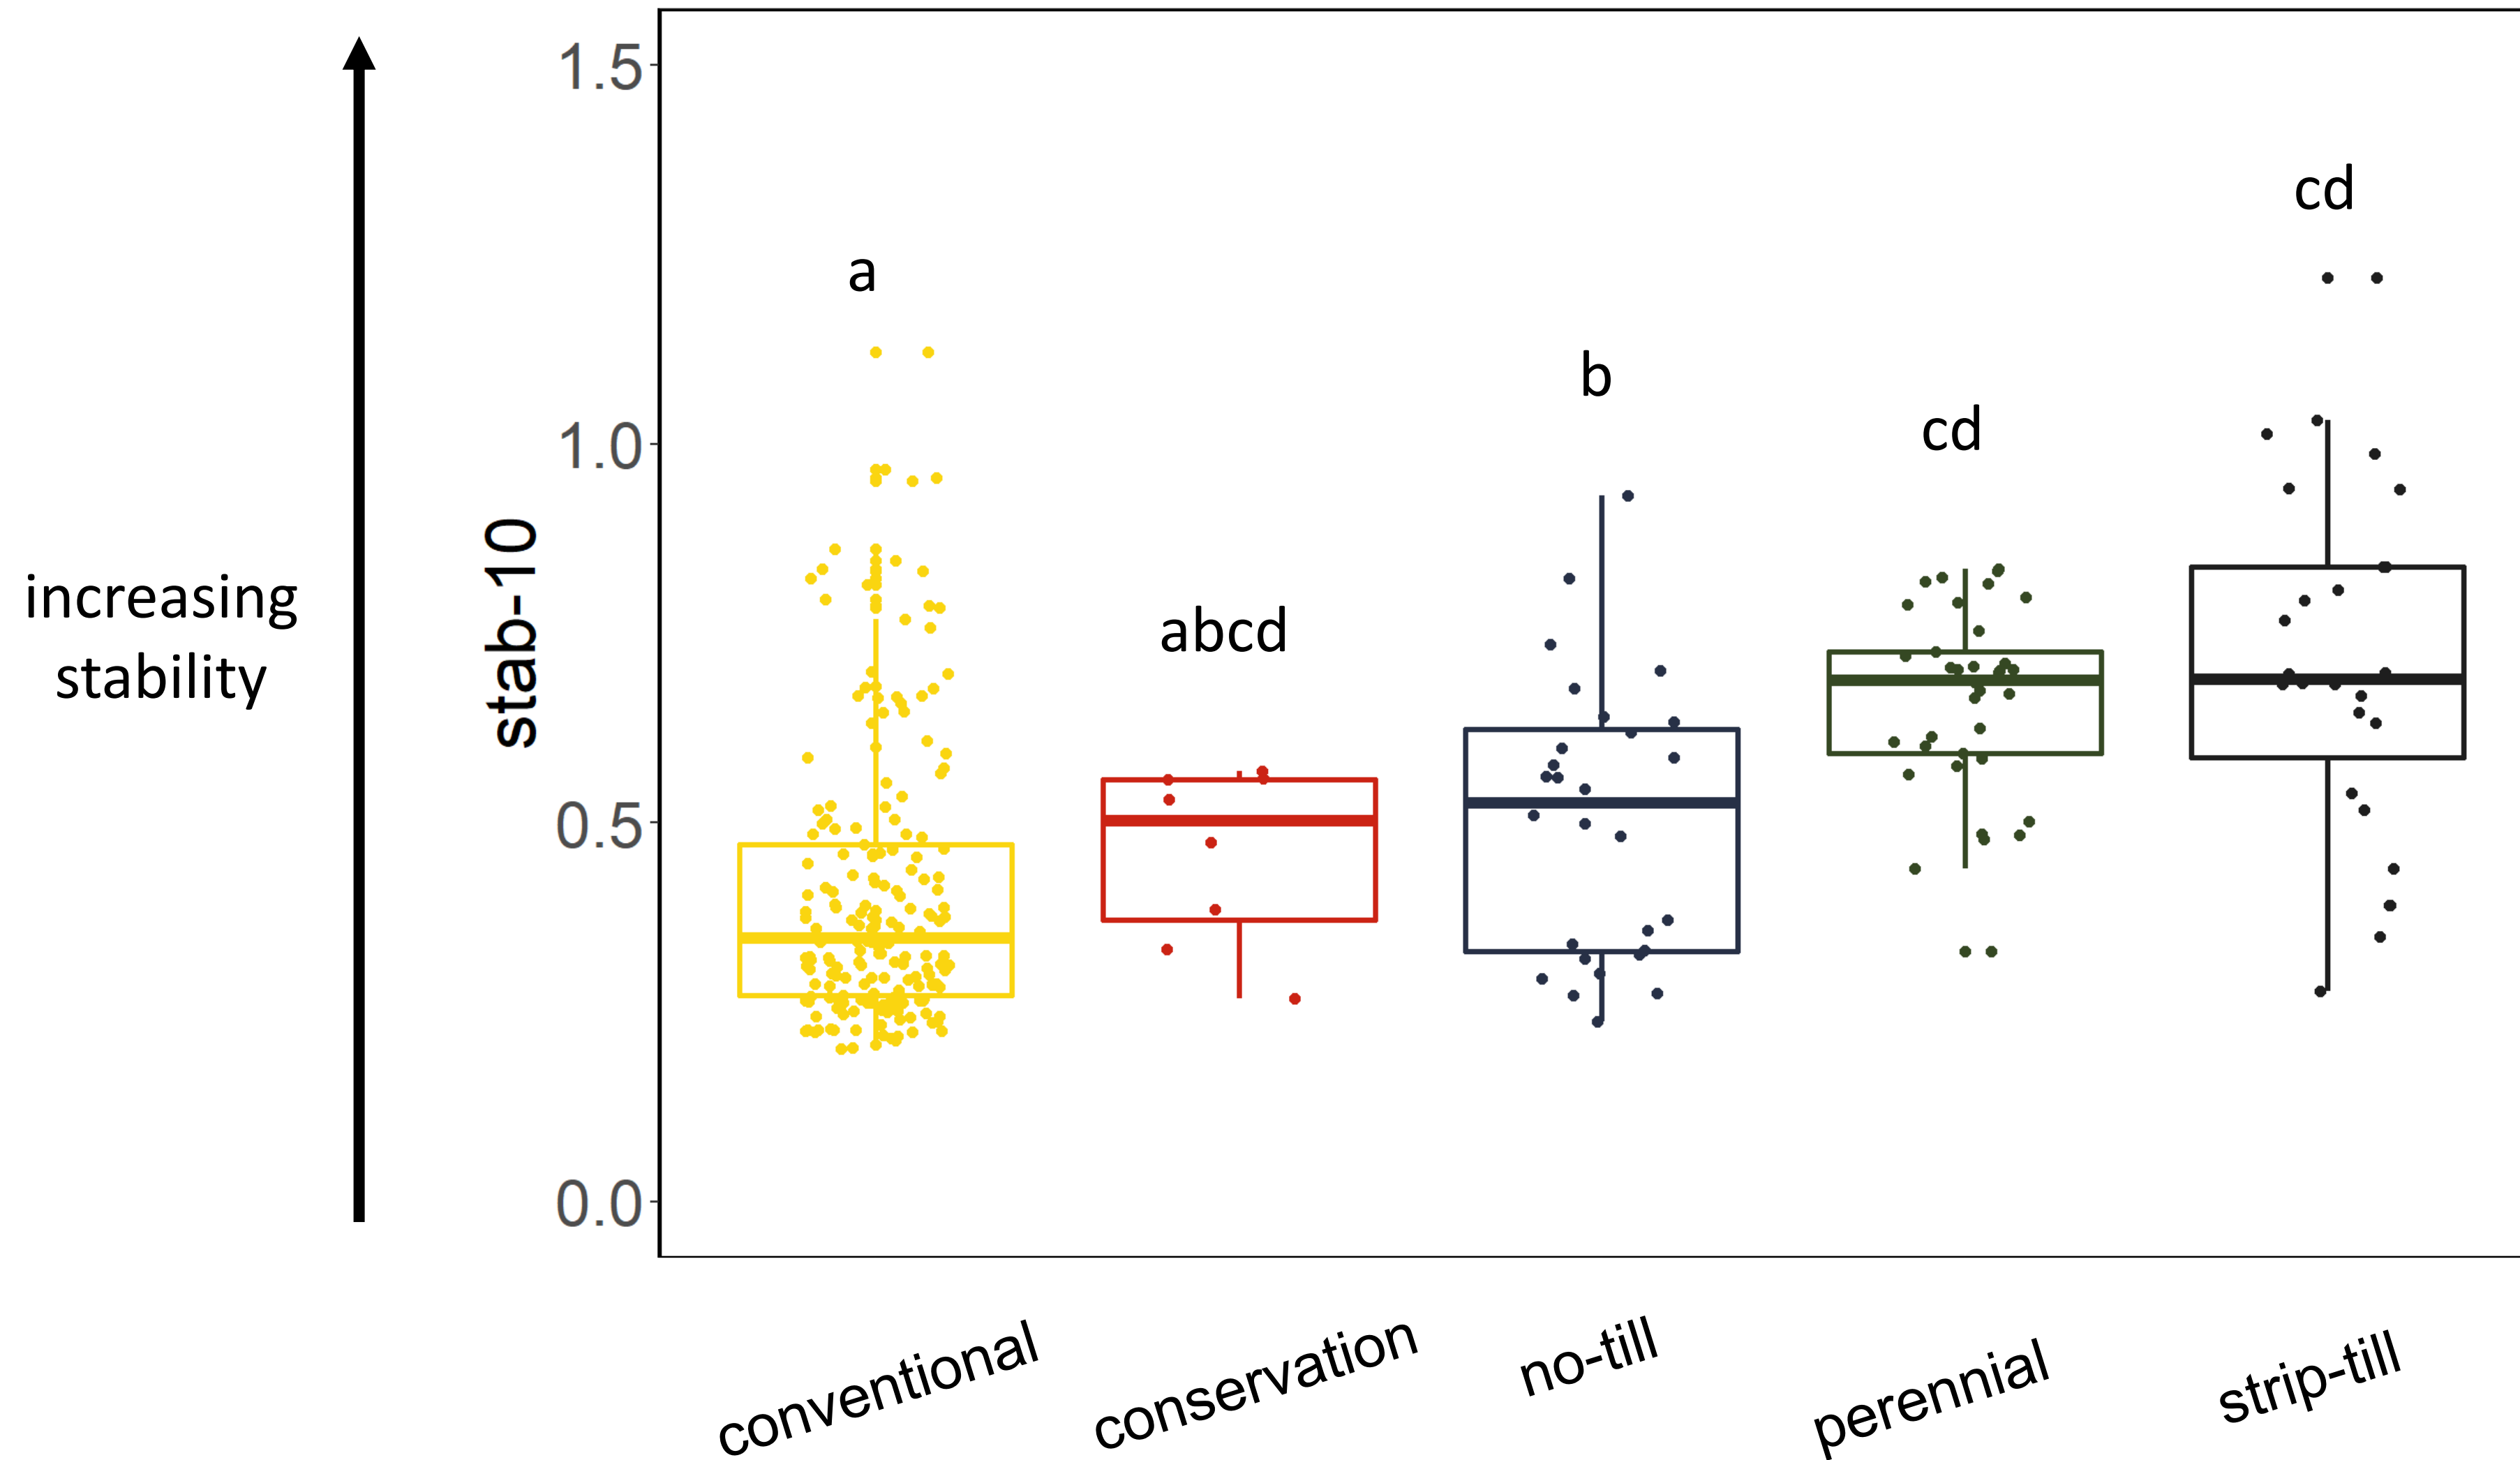 increasing
stability
stab-10
1.5
1.0
0.5
0.0
a
abcd
b
cd
cd
conventional
conservation
no-till
perennial
strip-till